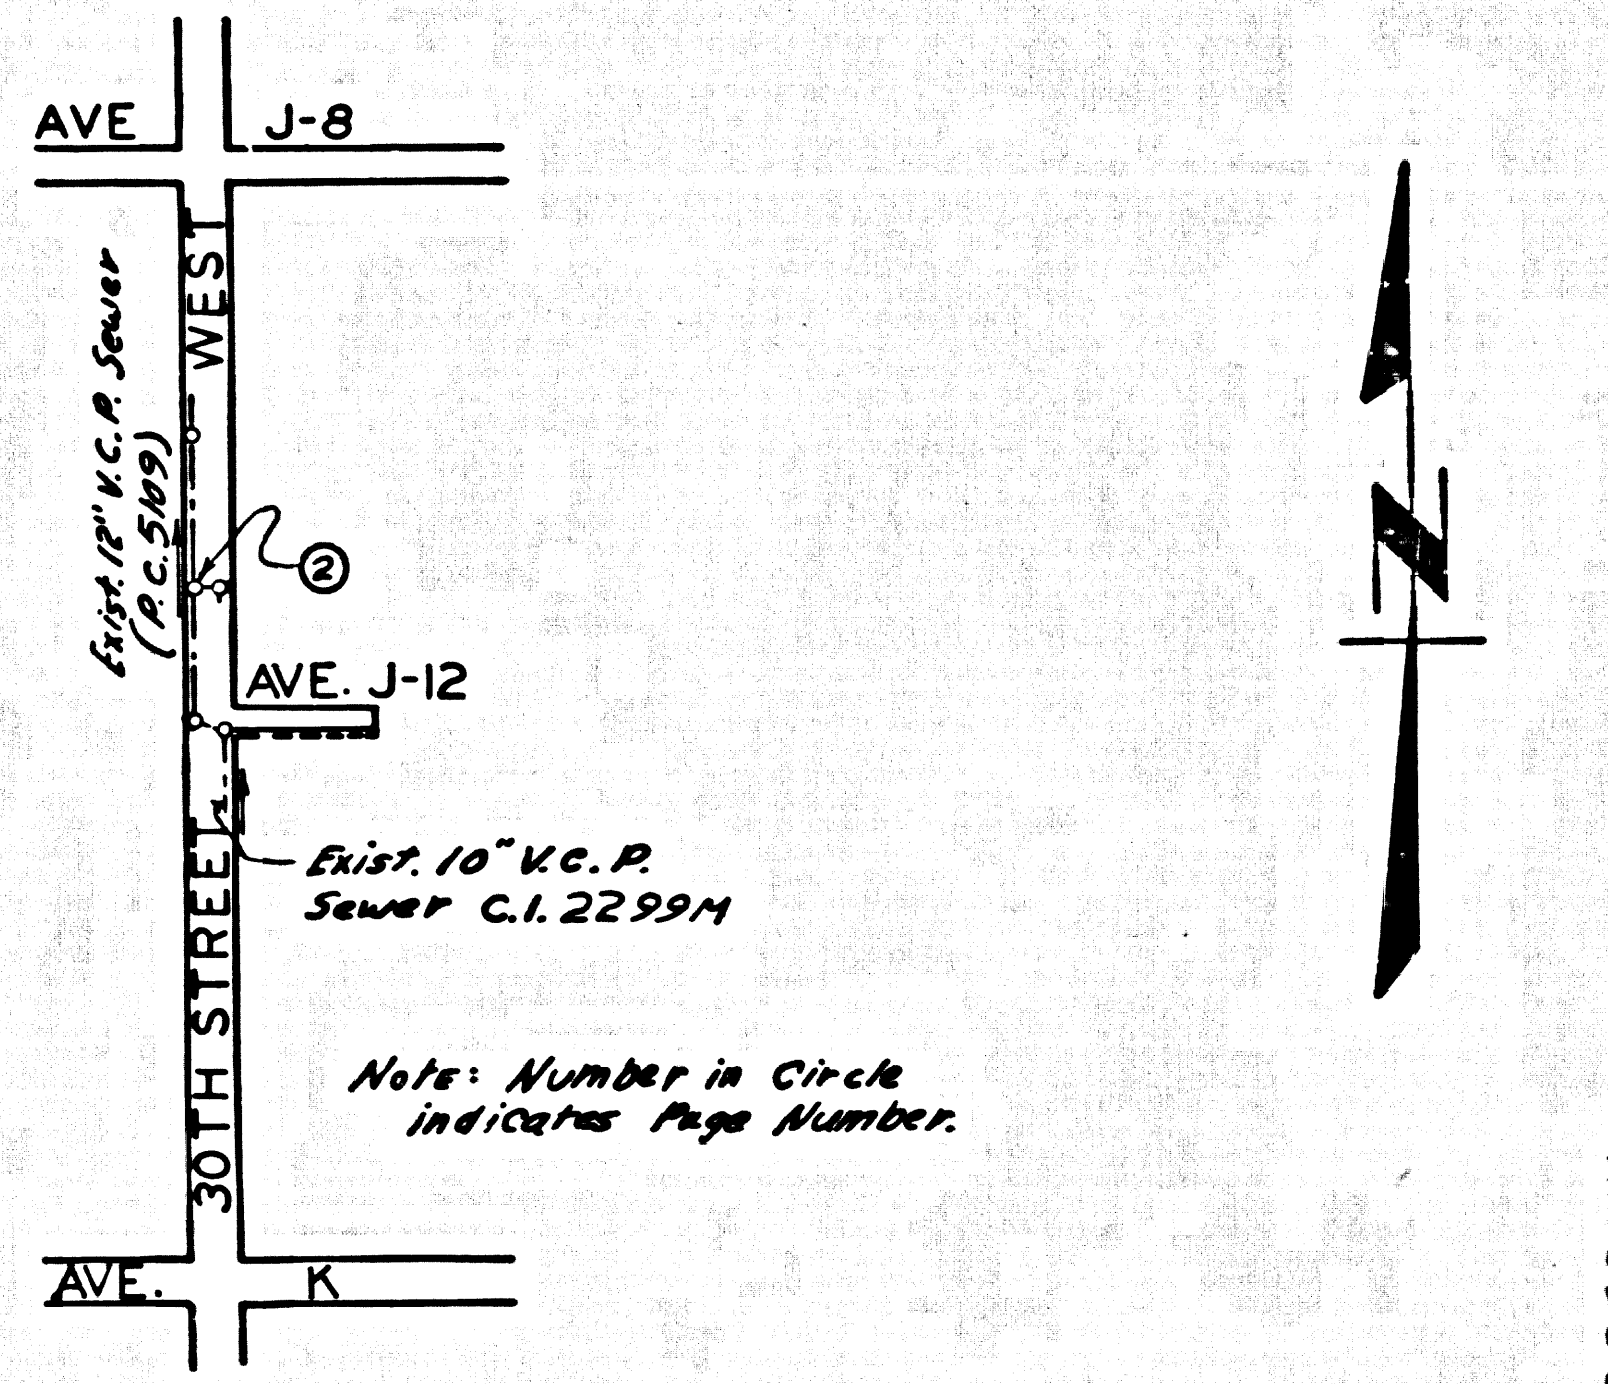 AVE J-8
WEST
Exist. 12" V.C.P. Sewer
(P.C. 5109)
2
N
AVE. J-12
Exist. 10" V.C.P.
Sewer C.I. 2299M
30TH STREET
Note: Number in Circle
indicates Page Number.
AVE. K